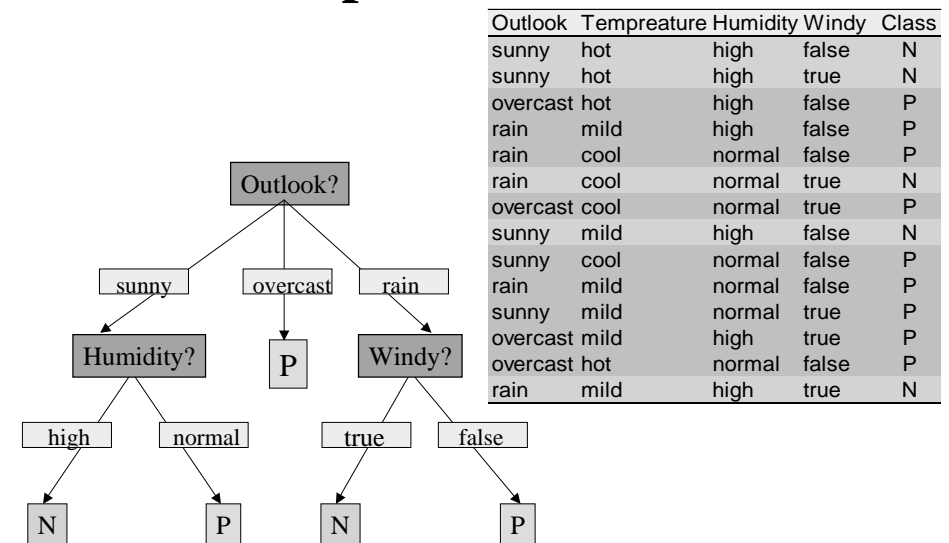 Outlook Tempreature Humidity Windy Class
sunny hot high false N
sunny hot high true N
overcast hot high false P
rain mild high false P
rain cool normal false P
rain cool normal true N
overcast cool normal true P
sunny mild high false N
sunny cool normal false P
rain mild normal false P
sunny mild normal true P
overcast mild high true P
overcast hot normal false P
rain mild high true N
Outlook?
sunny overcast rain
Humidity? P Windy?
high normal true false
N P N P